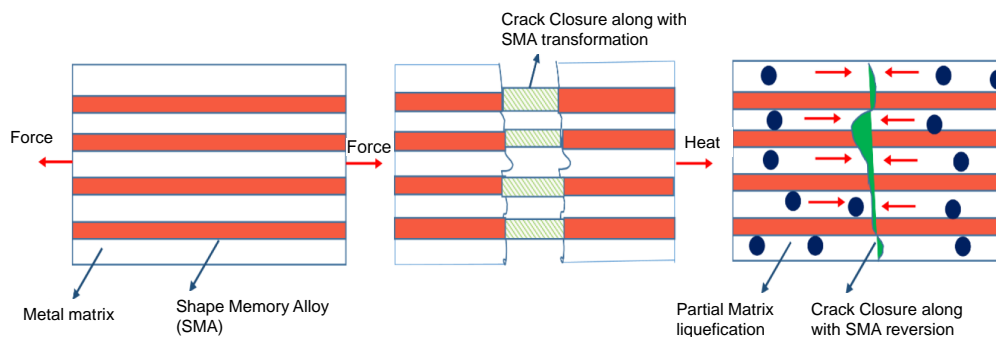 Crack Closure along with
SMA transformation
Force
Force
Heat
Metal matrix
Shape Memory Alloy
(SMA)
Partial Matrix
liquefication
Crack Closure along
with SMA reversion